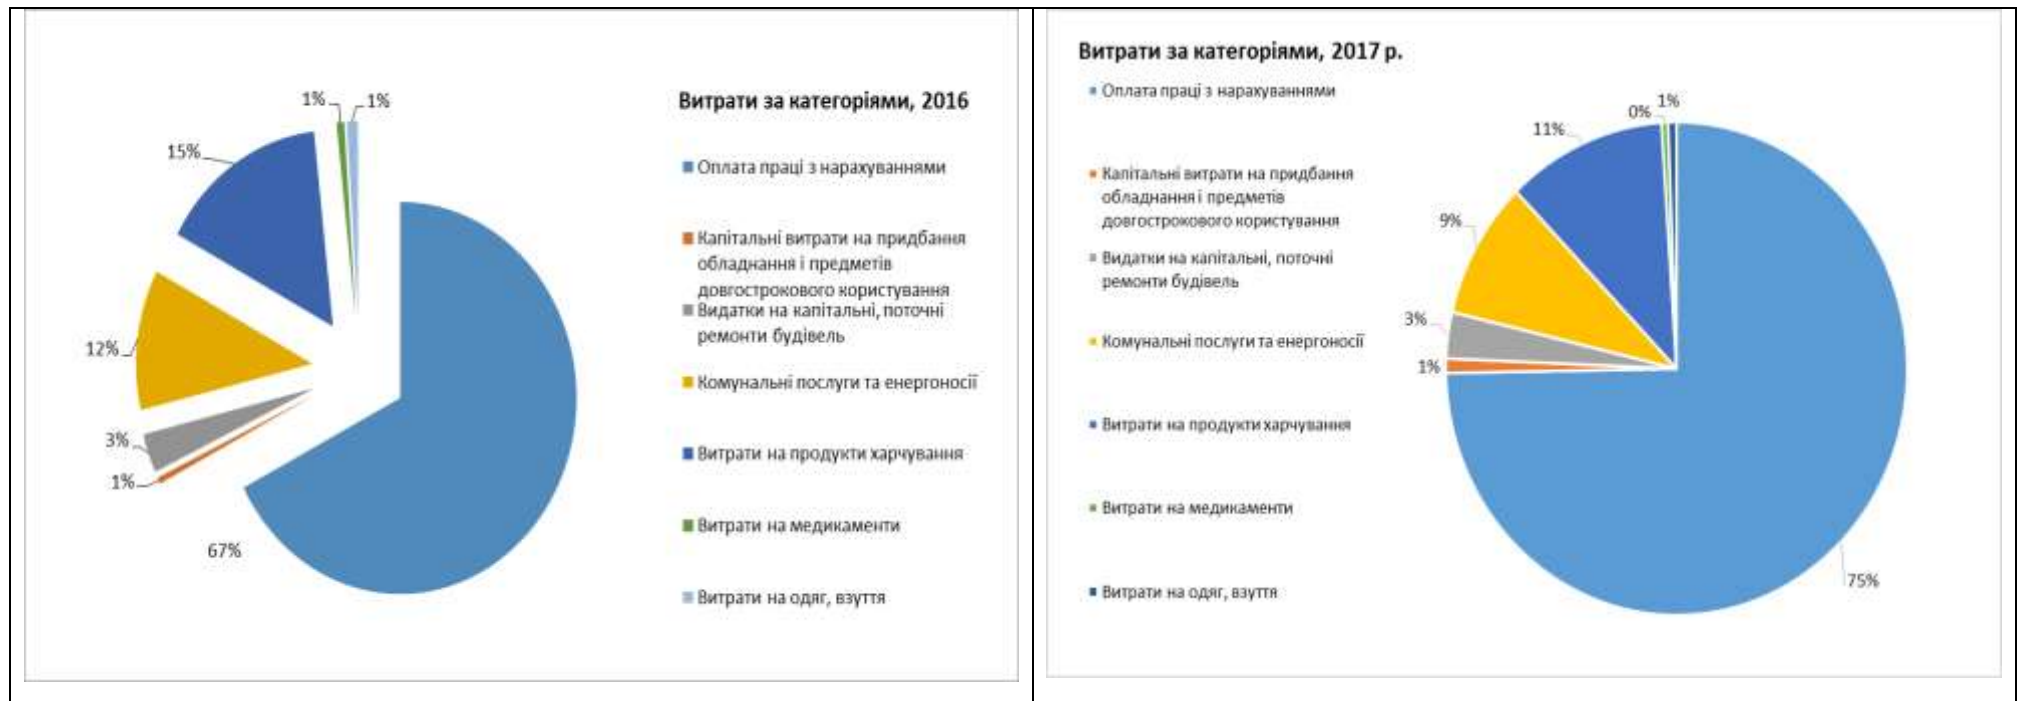 1%
1%
15%
12%
3%
1%
67%
Витрати за категоріями, 2016
Оплата праці з нарахуваннями
Капітальні витрати на придбання
обладнання і предметів
довгострокового користування
Видатки на капітальні, поточні
ремонти будівель
Комунальні послуги та енергоносії
Витрати на продукти харчування
Витрати на медикаменти
Витрати на одяг, взуття
Витрати за категоріями, 2017 р.
Оплата праці з нарахуваннями
Капітальні витрати на придбання
обладнання і предметів
довгострокового користування
Видатки на капітальні, поточні
ремонти будівель
Комунальні послуги та енергоносії
Витрати на продукти харчування
Витрати на медикаменти
Витрати на одяг, взуття
0%
1%
11%
9%
3%
1%
75%